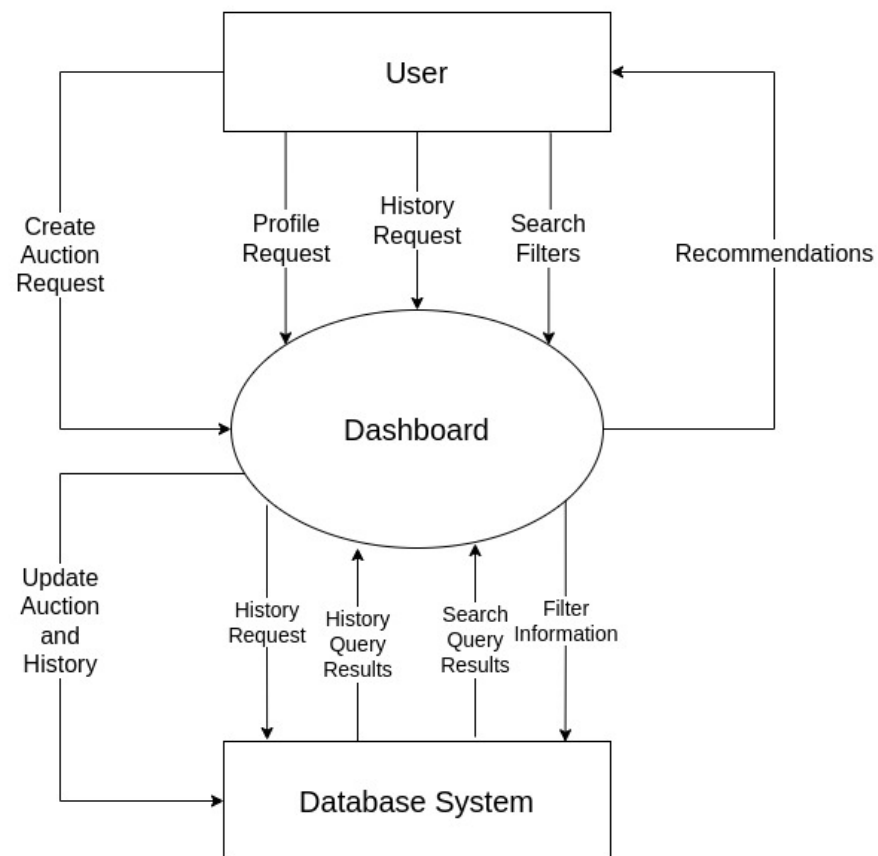 User
Create
Auction
Request
Profile
Request
History
Request
Search
Filters
Recommendations
Dashboard
Update
Auction
and
History
History
Request
History
Query
Results
Search
Query
Results
Filter
Information
Database System